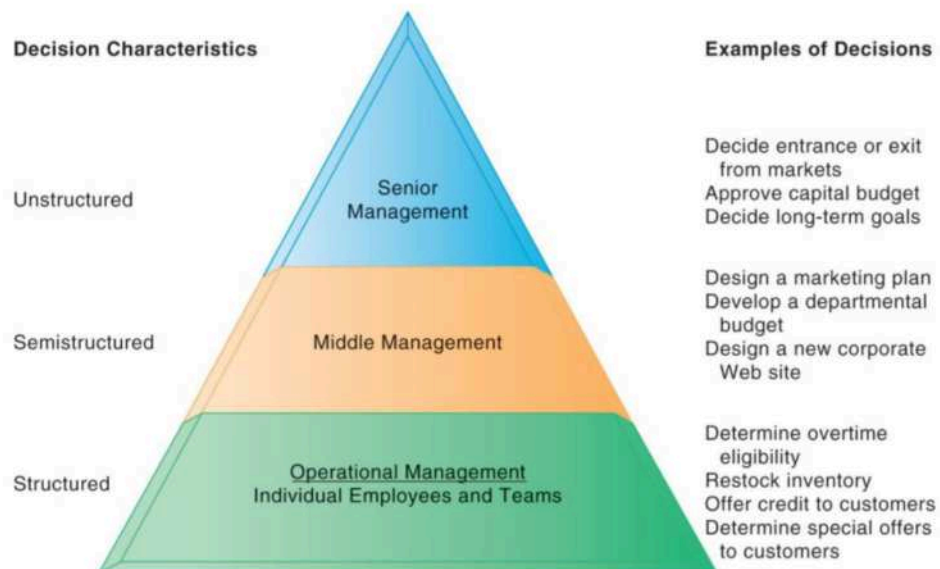 Decision Characteristics
Examples of Decisions
Unstructured
Senior
Management
Decide entrance or exit
from markets
Approve capital budget
Decide long-term goals
Semistructured
Middle Management
Design a marketing plan
Develop a departmental
budget
Design a new corporate
Web site
Structured
Operational Management
Individual Employees and Teams
Determine overtime
eligibility
Restock inventory
Offer credit to customers
Determine special offers
to customers